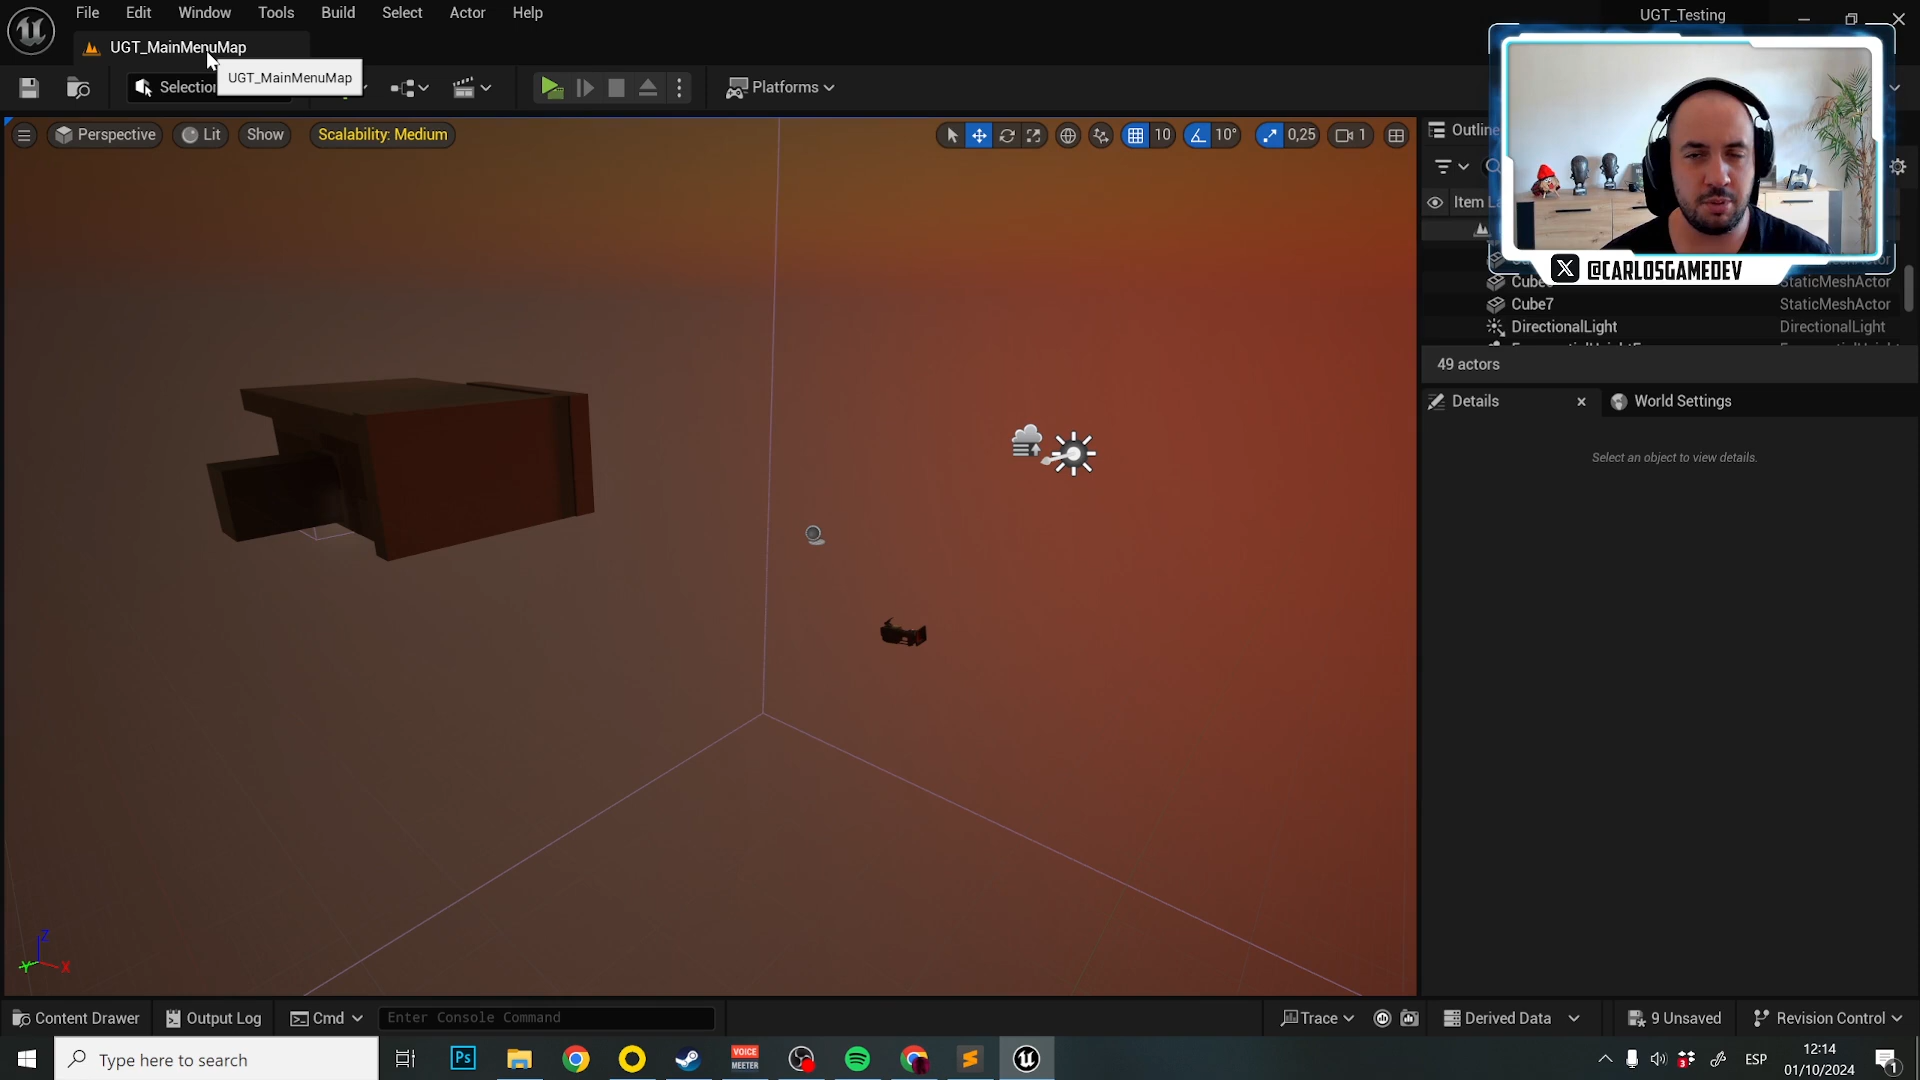 File Edit Window Tools Build Select Actor Help
UGT_Testing
UGT_MainMenuMap
UGT_MainMenuMap
Platforms
Perspective Lit Show Scalability: Medium
10 10° 0,25 1
@CARLOSGAMEDEV
StaticMeshActor
Cube7 StaticMeshActor
DirectionalLight DirectionalLight
49 actors
Details World Settings
Select an object to view details.
Z
Y X
Content Drawer Output Log Cmd Enter Console Command Trace Derived Data 9 Unsaved Revision Control
Type here to search
Ps
VOICE
MEETER
ESP
12:14
01/10/2024